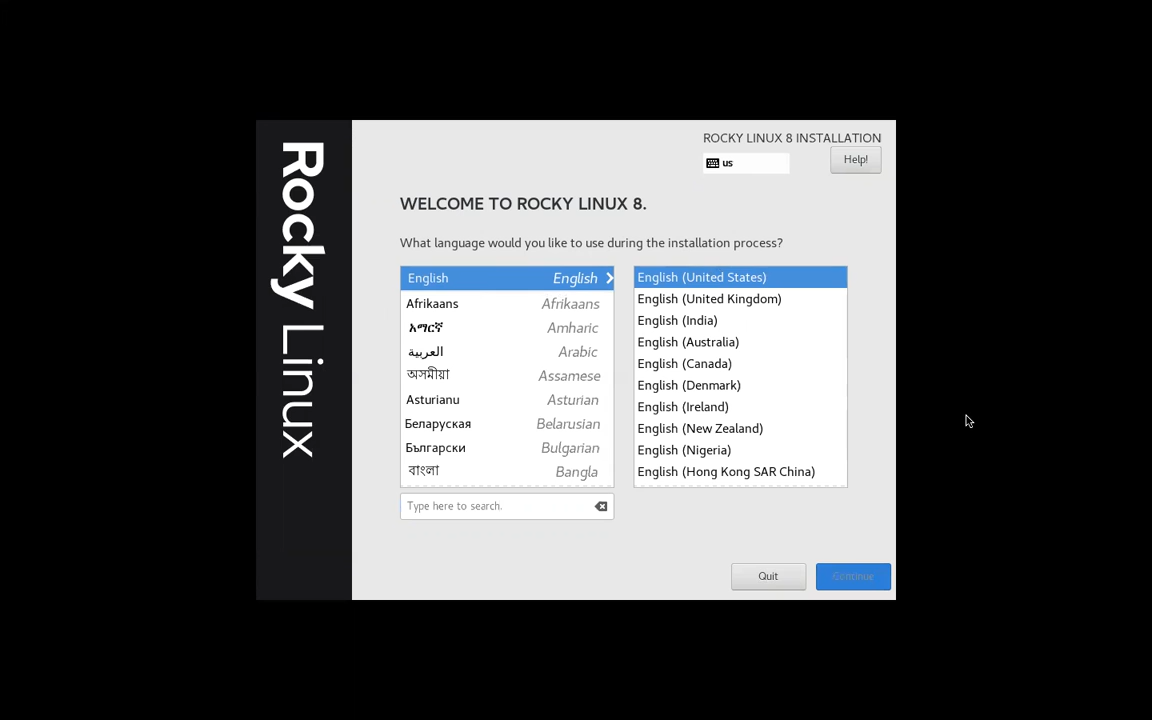 Rocky Linux
ROCKY LINUX 8 INSTALLATION
us
Help!
WELCOME TO ROCKY LINUX 8.
What language would you like to use during the installation process?
English English
Afrikaans Afrikaans
አማርኛ Amharic
العربية Arabic
অসমীয়া Assamese
Asturianu Asturian
Беларуская Belarusian
Български Bulgarian
বাংলা Bangla
Type here to search.
English (United States)
English (United Kingdom)
English (India)
English (Australia)
English (Canada)
English (Denmark)
English (Ireland)
English (New Zealand)
English (Nigeria)
English (Hong Kong SAR China)
Quit
Continue